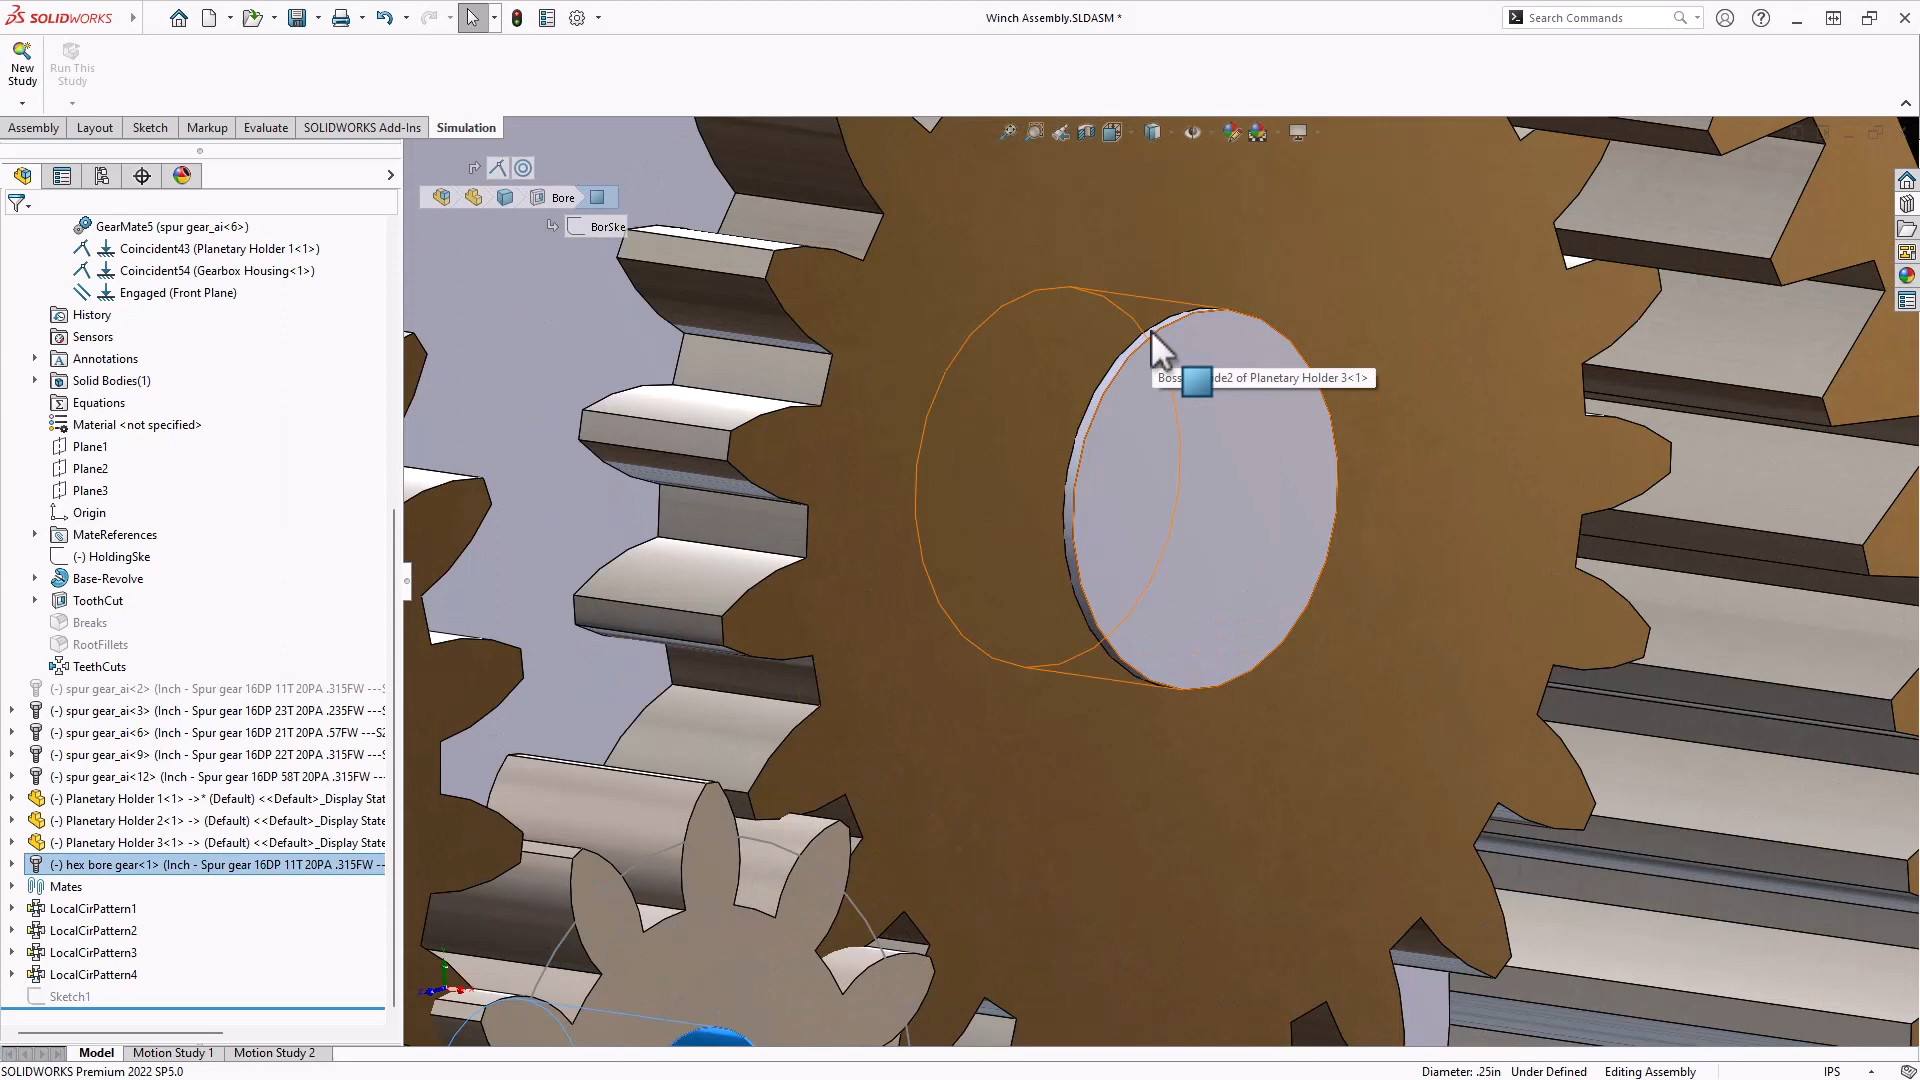 SOLIDWORKS
Winch Assembly.SLDASM *
Search Commands
New Study
Run This Study
Assembly
Layout
Sketch
Markup
Evaluate
SOLIDWORKS Add-Ins
Simulation
Bore
BorSke
GearMate5 (spur gear_ai<6>)
Coincident43 (Planetary Holder 1<1>)
Coincident54 (Gearbox Housing<1>)
Engaged (Front Plane)
History
Sensors
Annotations
Solid Bodies(1)
Equations
Material <not specified>
Plane1
Plane2
Plane3
Origin
MateReferences
(-) HoldingSke
Base-Revolve
ToothCut
Breaks
RootFillets
TeethCuts
(-) spur gear_ai<2> (Inch - Spur gear 16DP 11T 20PA .315FW ---S
(-) spur gear_ai<3> (Inch - Spur gear 16DP 23T 20PA .235FW ---S
(-) spur gear_ai<6> (Inch - Spur gear 16DP 21T 20PA .57FW ---S2
(-) spur gear_ai<9> (Inch - Spur gear 16DP 22T 20PA .315FW ---S
(-) spur gear_ai<12> (Inch - Spur gear 16DP 58T 20PA .315FW ---
(-) Planetary Holder 1<1> ->* (Default) <<Default>_Display State
(-) Planetary Holder 2<1> -> (Default) <<Default>_Display State
(-) Planetary Holder 3<1> -> (Default) <<Default>_Display State
(-) hex bore gear<1> (Inch - Spur gear 16DP 11T 20PA .315FW --
Mates
LocalCirPattern1
LocalCirPattern2
LocalCirPattern3
LocalCirPattern4
Sketch1
Boss de2 of Planetary Holder 3<1>
Model
Motion Study 1
Motion Study 2
SOLIDWORKS Premium 2022 SP5.0
Diameter: .25in
Under Defined
Editing Assembly
IPS